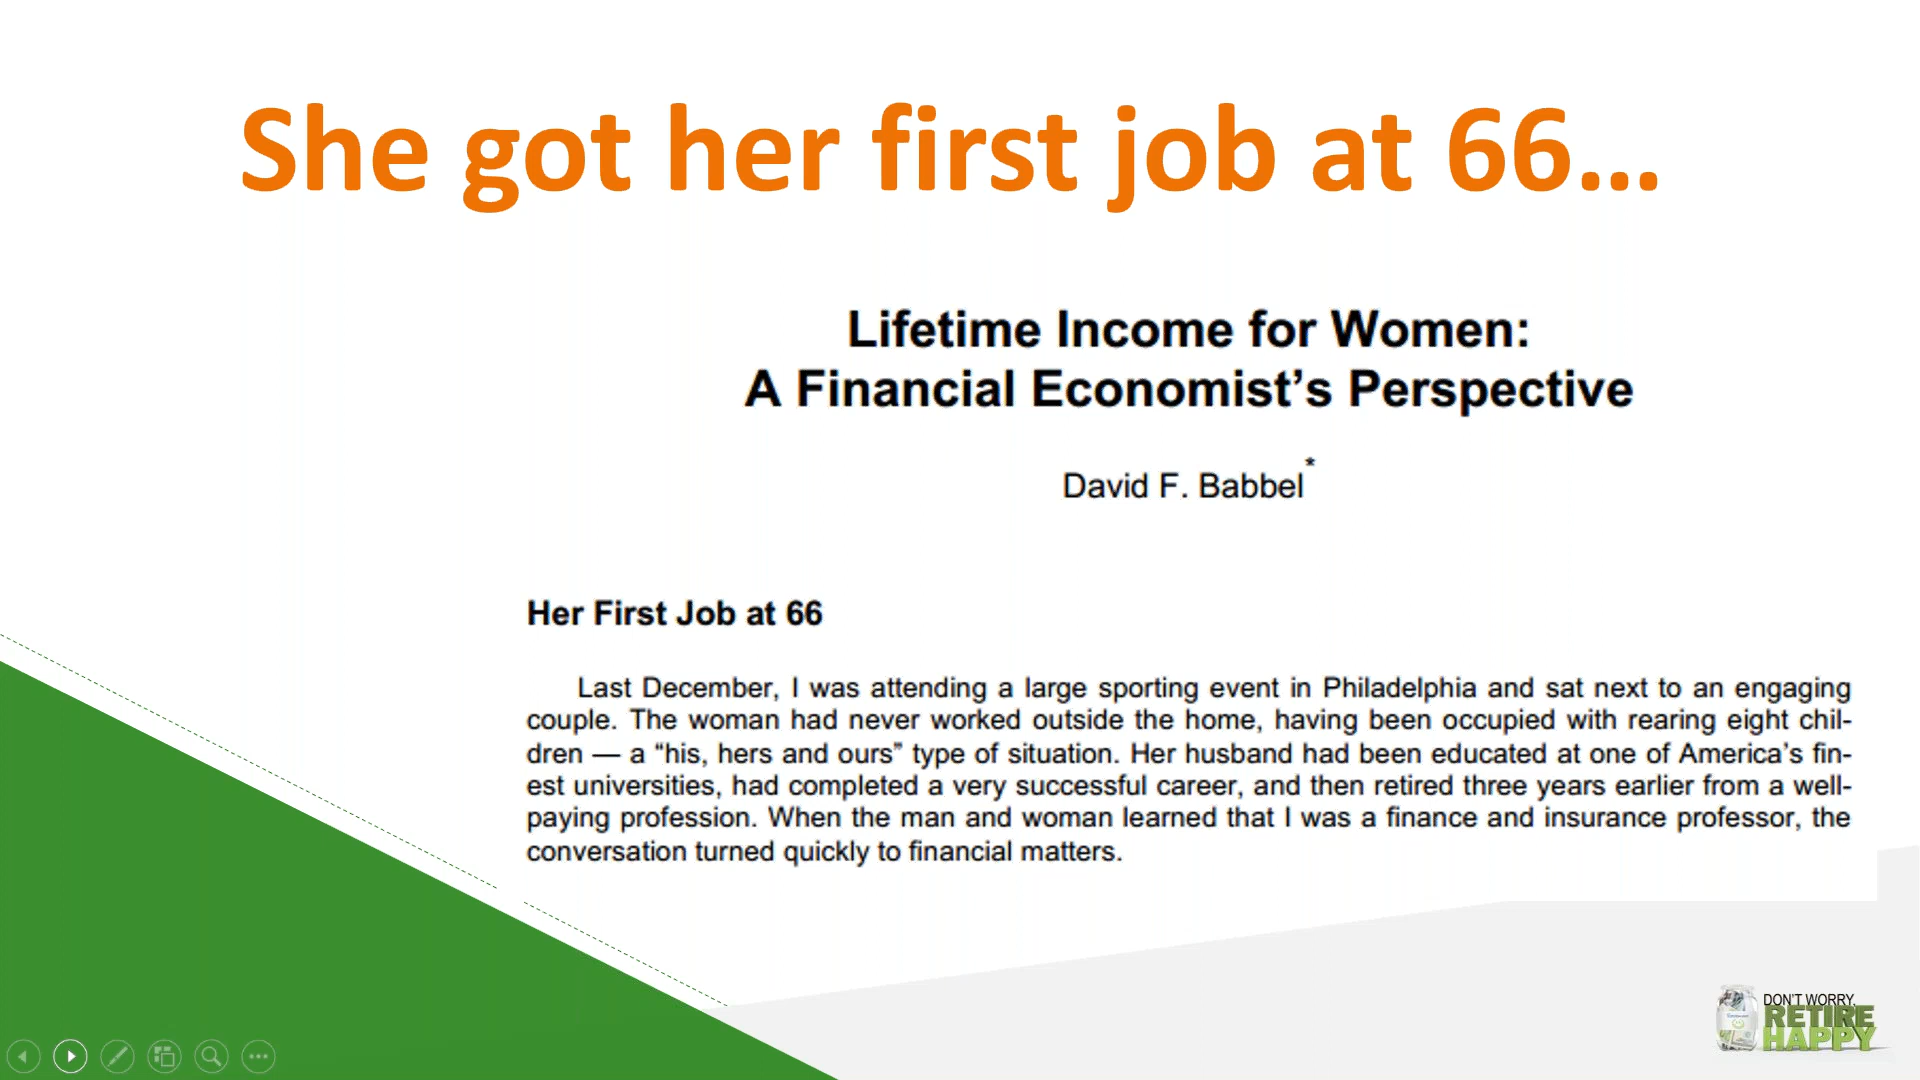 She got her first job at 66...
Lifetime Income for Women:
A Financial Economist’s Perspective
David F. Babbel*
Her First Job at 66
Last December, I was attending a large sporting event in Philadelphia and sat next to an engaging
couple. The woman had never worked outside the home, having been occupied with rearing eight chil-
dren — a “his, hers and ours” type of situation. Her husband had been educated at one of America’s fin-
est universities, had completed a very successful career, and then retired three years earlier from a well-
paying profession. When the man and woman learned that I was a finance and insurance professor, the
conversation turned quickly to financial matters.
DON'T WORRY,
RETIRE
HAPPY